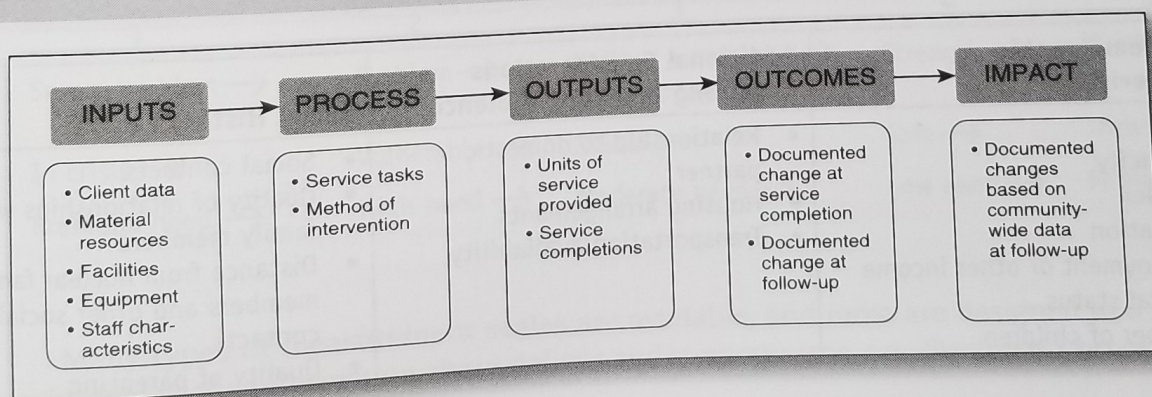 INPUTS
PROCESS
OUTPUTS
OUTCOMES
IMPACT
• Client data
• Material
resources
• Facilities
• Equipment
• Staff char-
acteristics
• Service tasks
• Method of
intervention
• Units of
service
provided
• Service
completions
• Documented
change at
service
completion
• Documented
change at
follow-up
• Documented
changes
based on
community-
wide data
at follow-up